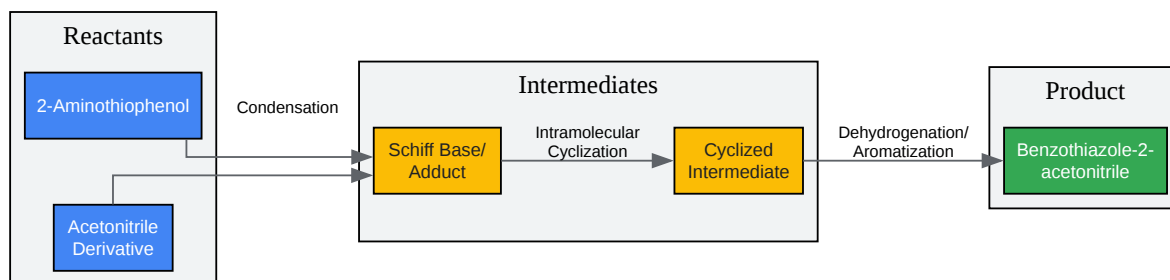 Reactants
2-Aminothiophenol
Acetonitrile
Derivative
Condensation
Intermediates
Schiff Base/
Adduct
Intramolecular
Cyclization
Cyclized
Intermediate
Dehydrogenation/
Aromatization
Product
Benzothiazole-2-
acetonitrile